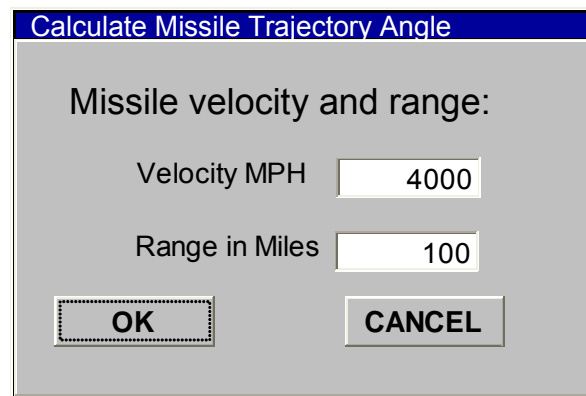 Calculate Missile Trajectory Angle
Missile velocity and range:
Velocity MPH 4000
Range in Miles 100
OK CANCEL